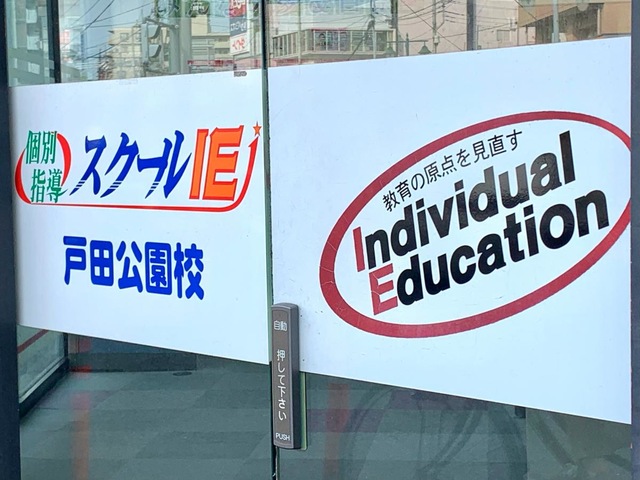 個別
指導
スクールIE
戸田公園校
教育の原点を見直す
Individual
Education
自動
押して下さい
PUSH